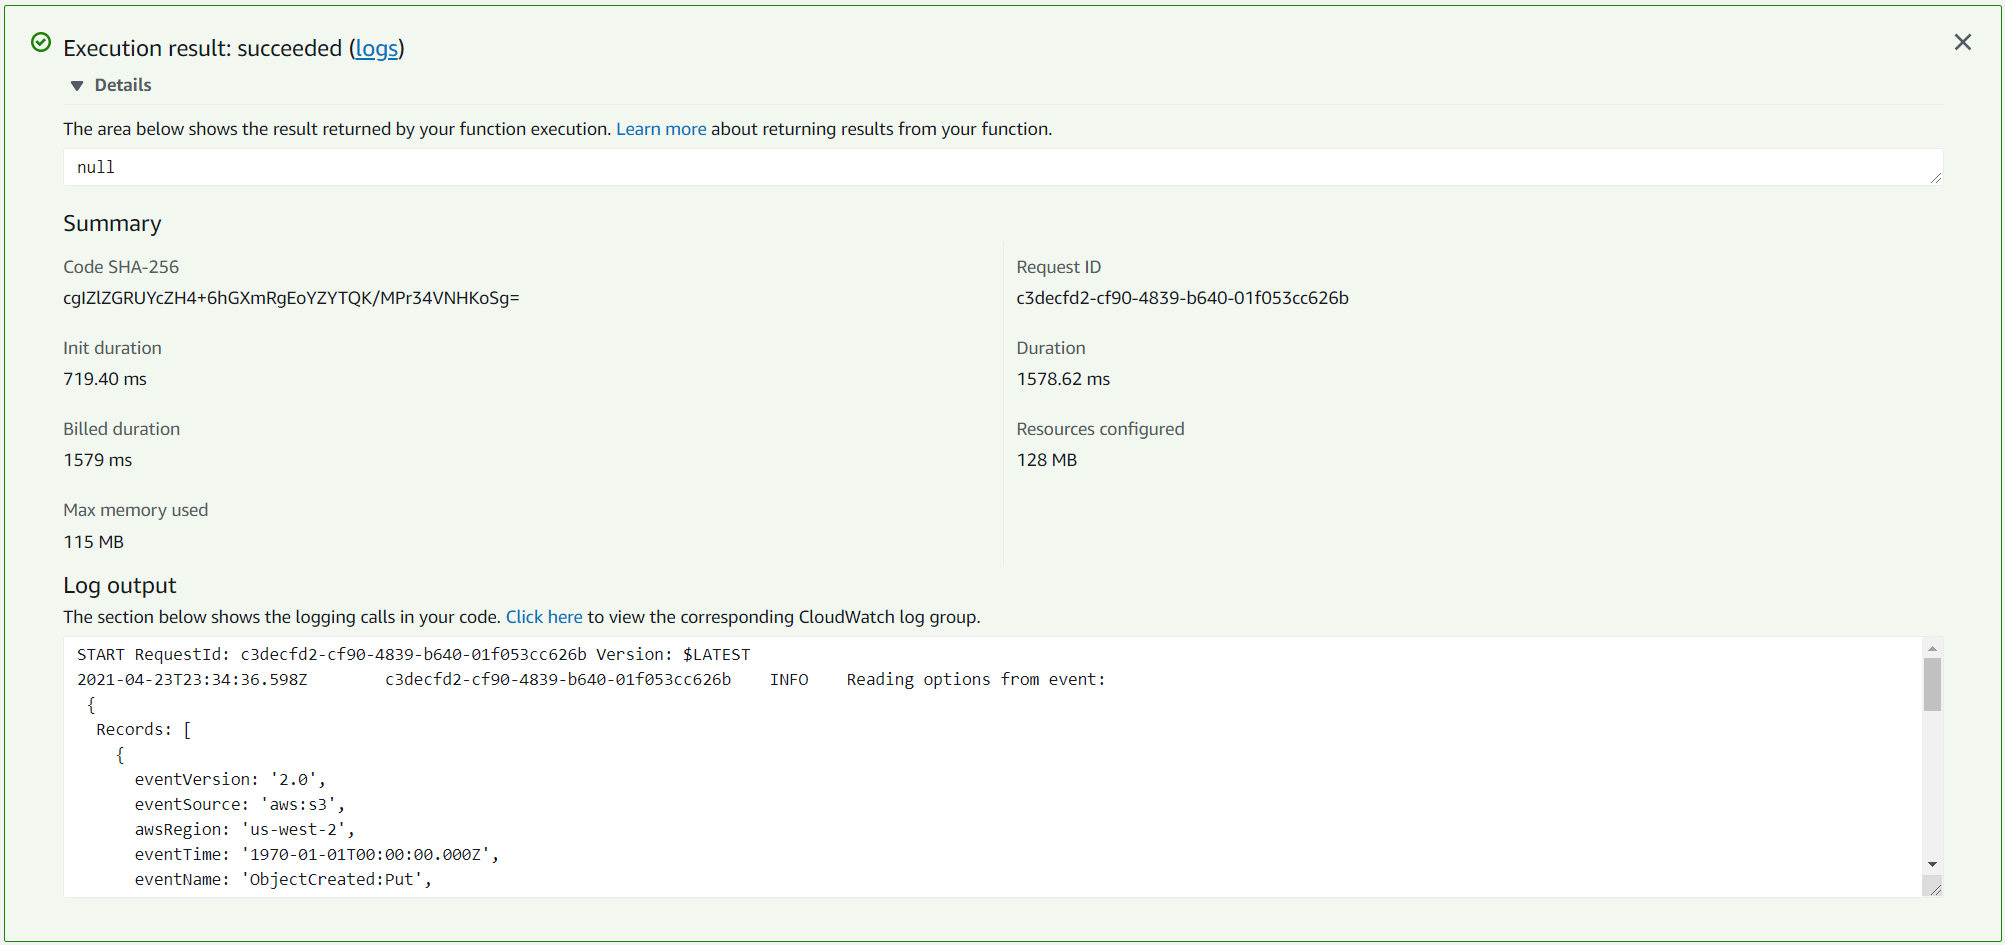 Execution result: succeeded (logs)
Details
The area below shows the result returned by your function execution. Learn more about returning results from your function.
null
Summary
Code SHA-256
cgIZlZGRUYcZH4+6hGXmRgEoYZYTQK/MPr34VNHKoSg=
Request ID
c3decfd2-cf90-4839-b640-01f053cc626b
Init duration
719.40 ms
Duration
1578.62 ms
Billed duration
1579 ms
Resources configured
128 MB
Max memory used
115 MB
Log output
The section below shows the logging calls in your code. Click here to view the corresponding CloudWatch log group.
START RequestId: c3decfd2-cf90-4839-b640-01f053cc626b Version: $LATEST
2021-04-23T23:34:36.598Z c3decfd2-cf90-4839-b640-01f053cc626b INFO Reading options from event:
{
Records: [
{
eventVersion: '2.0',
eventSource: 'aws:s3',
awsRegion: 'us-west-2',
eventTime: '1970-01-01T00:00:00.000Z',
eventName: 'ObjectCreated:Put',